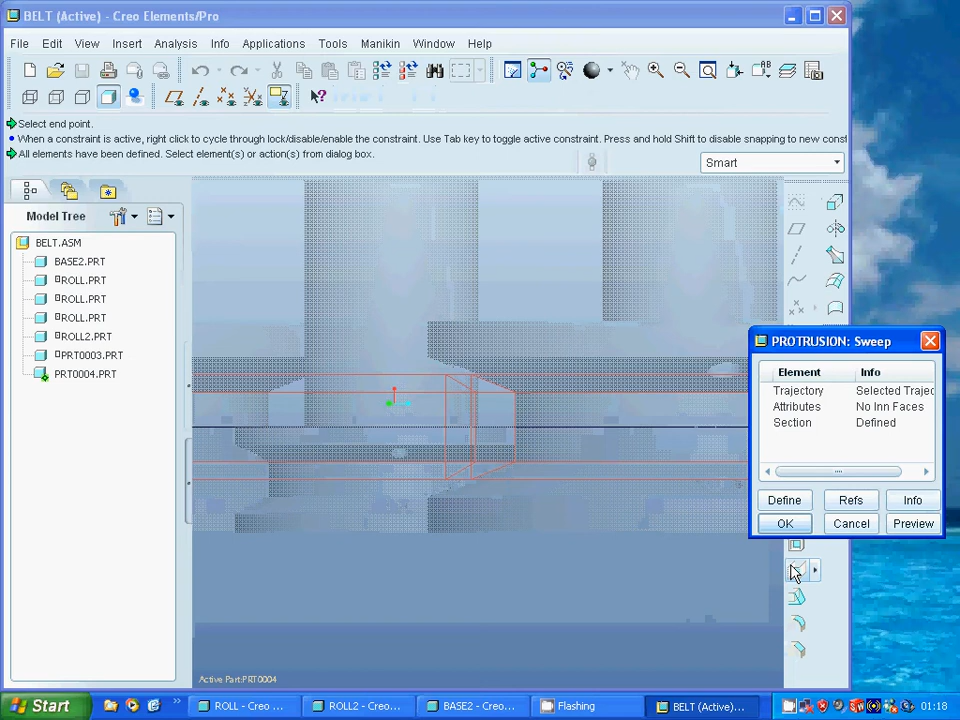 BELT (Active) - Creo Elements/Pro
File Edit View Insert Analysis Info Applications Tools Manikin Window Help
Select end point.
When a constraint is active, right click to cycle through lock/disable/enable the constraint. Use Tab key to toggle active constraint. Press and hold Shift to disable snapping to new const
All elements have been defined. Select element(s) or action(s) from dialog box.
Smart
Model Tree
BELT.ASM
BASE2.PRT
ROLL.PRT
ROLL.PRT
ROLL.PRT
ROLL2.PRT
PRT0003.PRT
PRT0004.PRT
PROTRUSION: Sweep
Element Info
Trajectory Selected Trajec
Attributes No Inn Faces
Section Defined
Define Refs Info
OK Cancel Preview
Active Part:PRT0004
Start
ROLL - Creo ...
ROLL2 - Creo...
BASE2 - Creo...
Flashing
BELT (Active)...
01:18